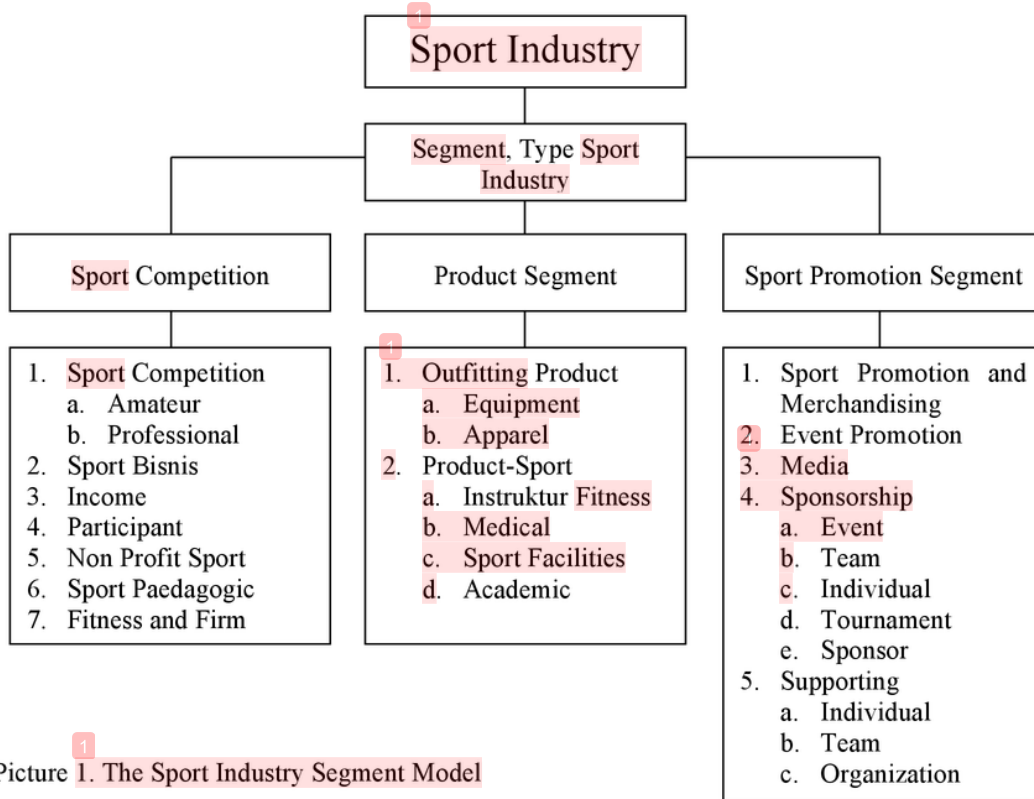 1
Sport Industry
Segment, Type Sport
Industry
Sport Competition
Product Segment
Sport Promotion Segment
1. Sport Competition
a. Amateur
b. Professional
2. Sport Bisnis
3. Income
4. Participant
5. Non Profit Sport
6. Sport Paedagogic
7. Fitness and Firm
1
1. Outfitting Product
a. Equipment
b. Apparel
2. Product-Sport
a. Instruktur Fitness
b. Medical
c. Sport Facilities
d. Academic
1. Sport Promotion and
Merchandising
2. Event Promotion
3. Media
4. Sponsorship
a. Event
b. Team
c. Individual
d. Tournament
e. Sponsor
5. Supporting
a. Individual
b. Team
c. Organization
1
Picture 1. The Sport Industry Segment Model